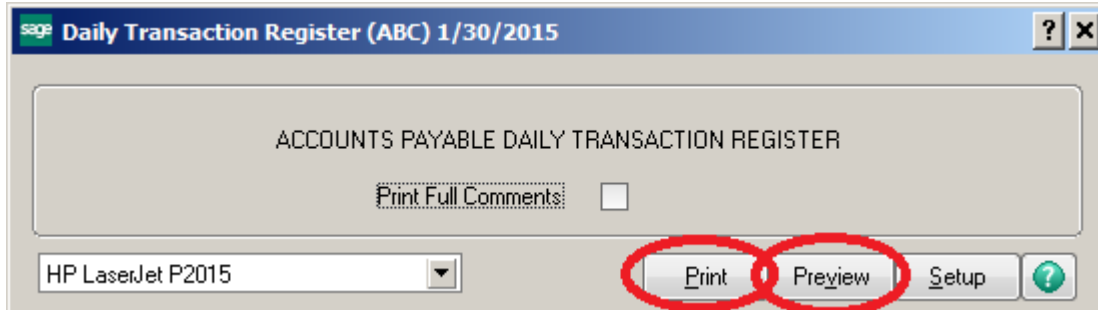 sage Daily Transaction Register (ABC) 1/30/2015 ?
ACCOUNTS PAYABLE DAILY TRANSACTION REGISTER
Print Full Comments
HP LaserJet P2015 Print Preview Setup ?